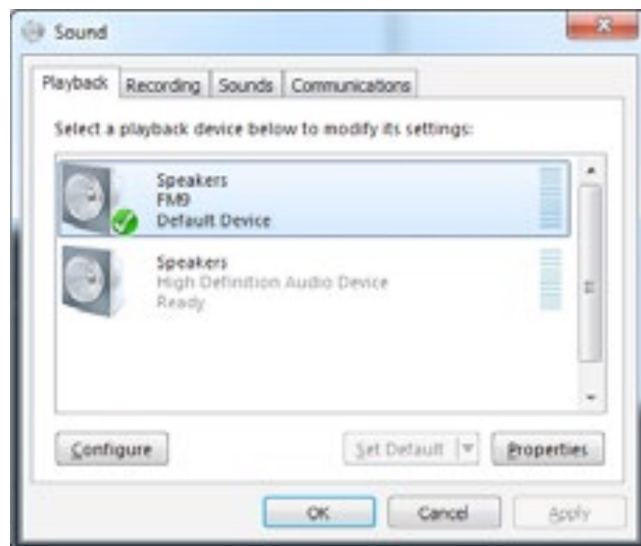 Sound
Playback Recording Sounds Communications
Select a playback device below to modify its settings:
Speakers
FM9
Default Device
Speakers
High Definition Audio Device
Ready
Configure Set Default Properties
OK Cancel Apply